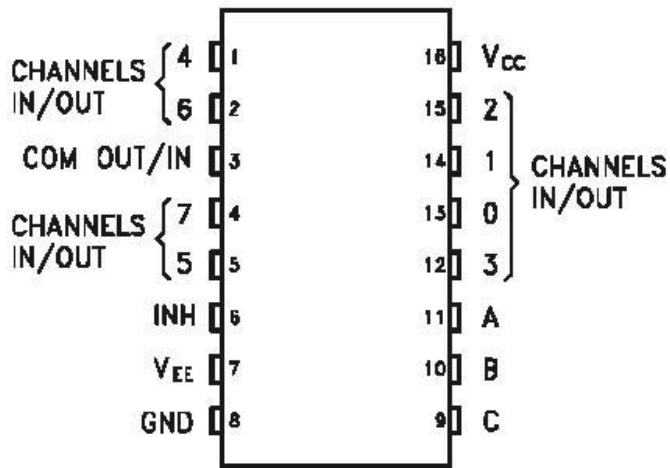 4 1 16 VCC
CHANNELS IN/OUT
6 2 15 2
COM OUT/IN 3 14 1
CHANNELS IN/OUT
7 4 13 0
CHANNELS IN/OUT
5 5 12 3
INH 6 11 A
VEE 7 10 B
GND 8 9 C